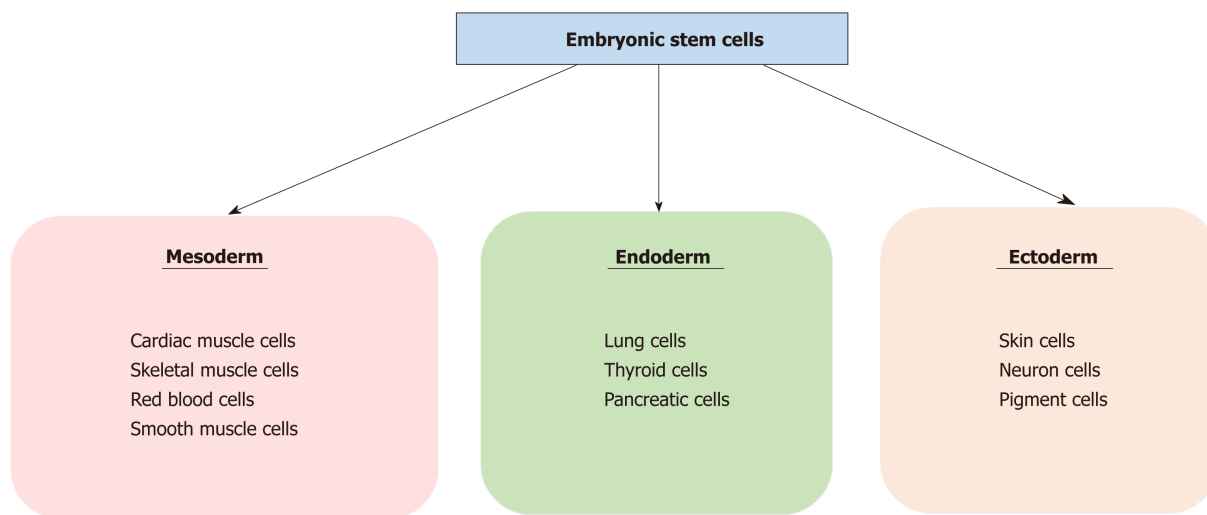 Embryonic stem cells
Mesoderm
Cardiac muscle cells
Skeletal muscle cells
Red blood cells
Smooth muscle cells
Endoderm
Lung cells
Thyroid cells
Pancreatic cells
Ectoderm
Skin cells
Neuron cells
Pigment cells